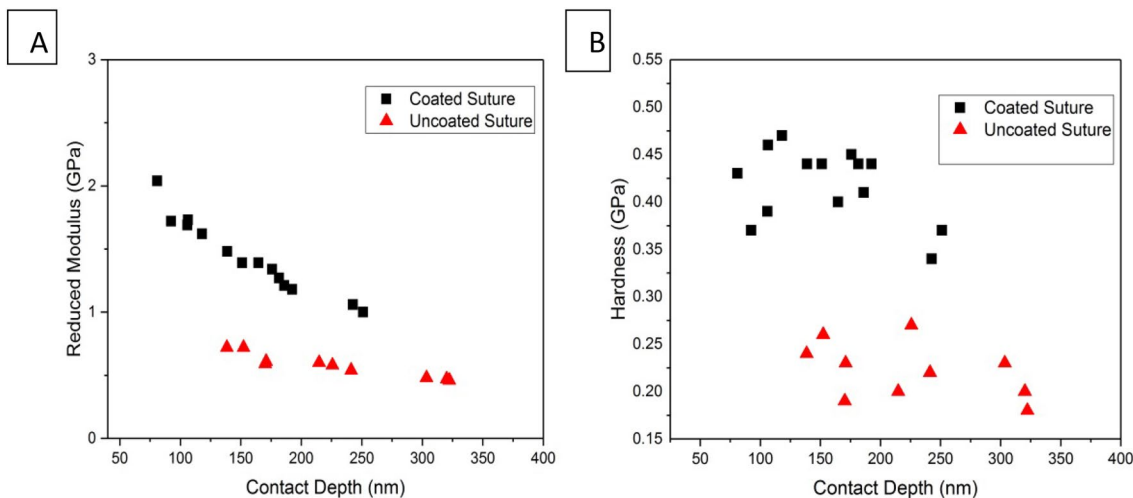 A
3
2
1
0
Reduced Modulus (GPa)
Coated Suture
Uncoated Suture
50 100 150 200 250 300 350 400
Contact Depth (nm)
B
0.55
0.50
0.45
0.40
0.35
0.30
0.25
0.20
0.15
Hardness (GPa)
Coated Suture
Uncoated Suture
50 100 150 200 250 300 350 400
Contact Depth (nm)